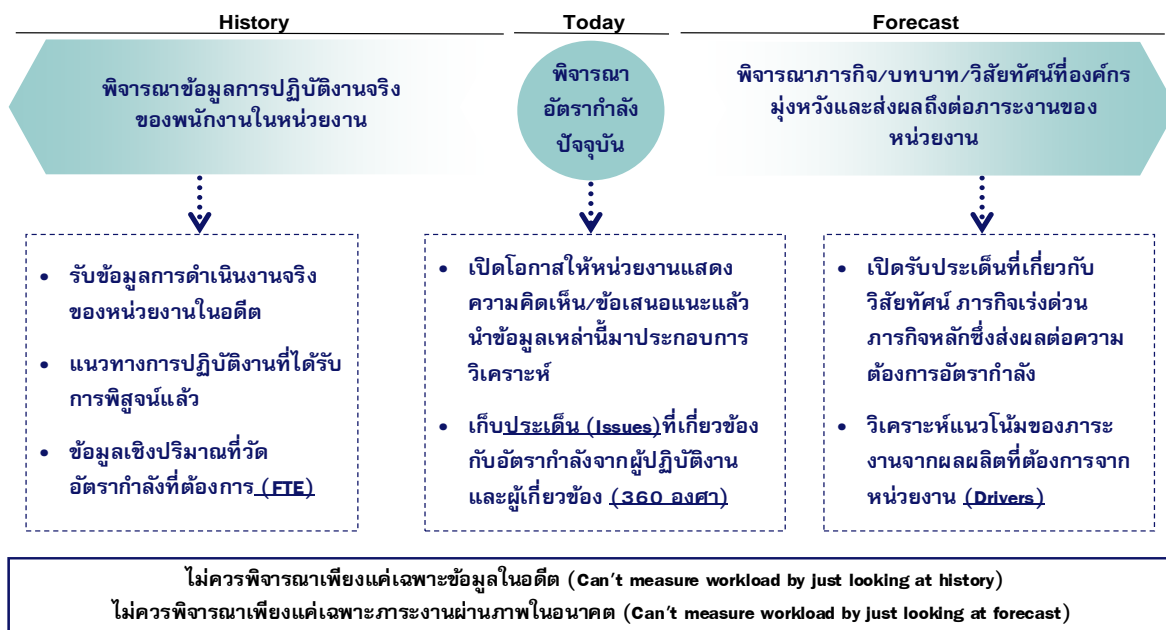 History
Today
Forecast
พิจารณาข้อมูลการปฏิบัติงานจริง
ของพนักงานในหน่วยงาน
พิจารณา
อัตรากำลัง
ปัจจุบัน
พิจารณาภารกิจ/บทบาท/วิสัยทัศน์ที่องค์กร
มุ่งหวังและส่งผลถึงต่อภาระงานของ
หน่วยงาน
• รับข้อมูลการดำเนินงานจริง
ของหน่วยงานในอดีต
• แนวทางการปฏิบัติงานที่ได้รับ
การพิสูจน์แล้ว
• ข้อมูลเชิงปริมาณที่วัด
อัตรากำลังที่ต้องการ (FTE)
• เปิดโอกาสให้หน่วยงานแสดง
ความคิดเห็น/ข้อเสนอแนะแล้ว
นำข้อมูลเหล่านี้มาประกอบการ
วิเคราะห์
• เก็บประเด็น (Issues)ที่เกี่ยวข้อง
กับอัตรากำลังจากผู้ปฏิบัติงาน
และผู้เกี่ยวข้อง (360 องศา)
• เปิดรับประเด็นที่เกี่ยวกับ
วิสัยทัศน์ ภารกิจเร่งด่วน
ภารกิจหลักซึ่งส่งผลต่อความ
ต้องการอัตรากำลัง
• วิเคราะห์แนวโน้มของภาระ
งานจากผลผลิตที่ต้องการจาก
หน่วยงาน (Drivers)
ไม่ควรพิจารณาเพียงแค่เฉพาะข้อมูลในอดีต (Can't measure workload by just looking at history)
ไม่ควรพิจารณาเพียงแค่เฉพาะภาระงานผ่านภาพในอนาคต (Can't measure workload by just looking at forecast)